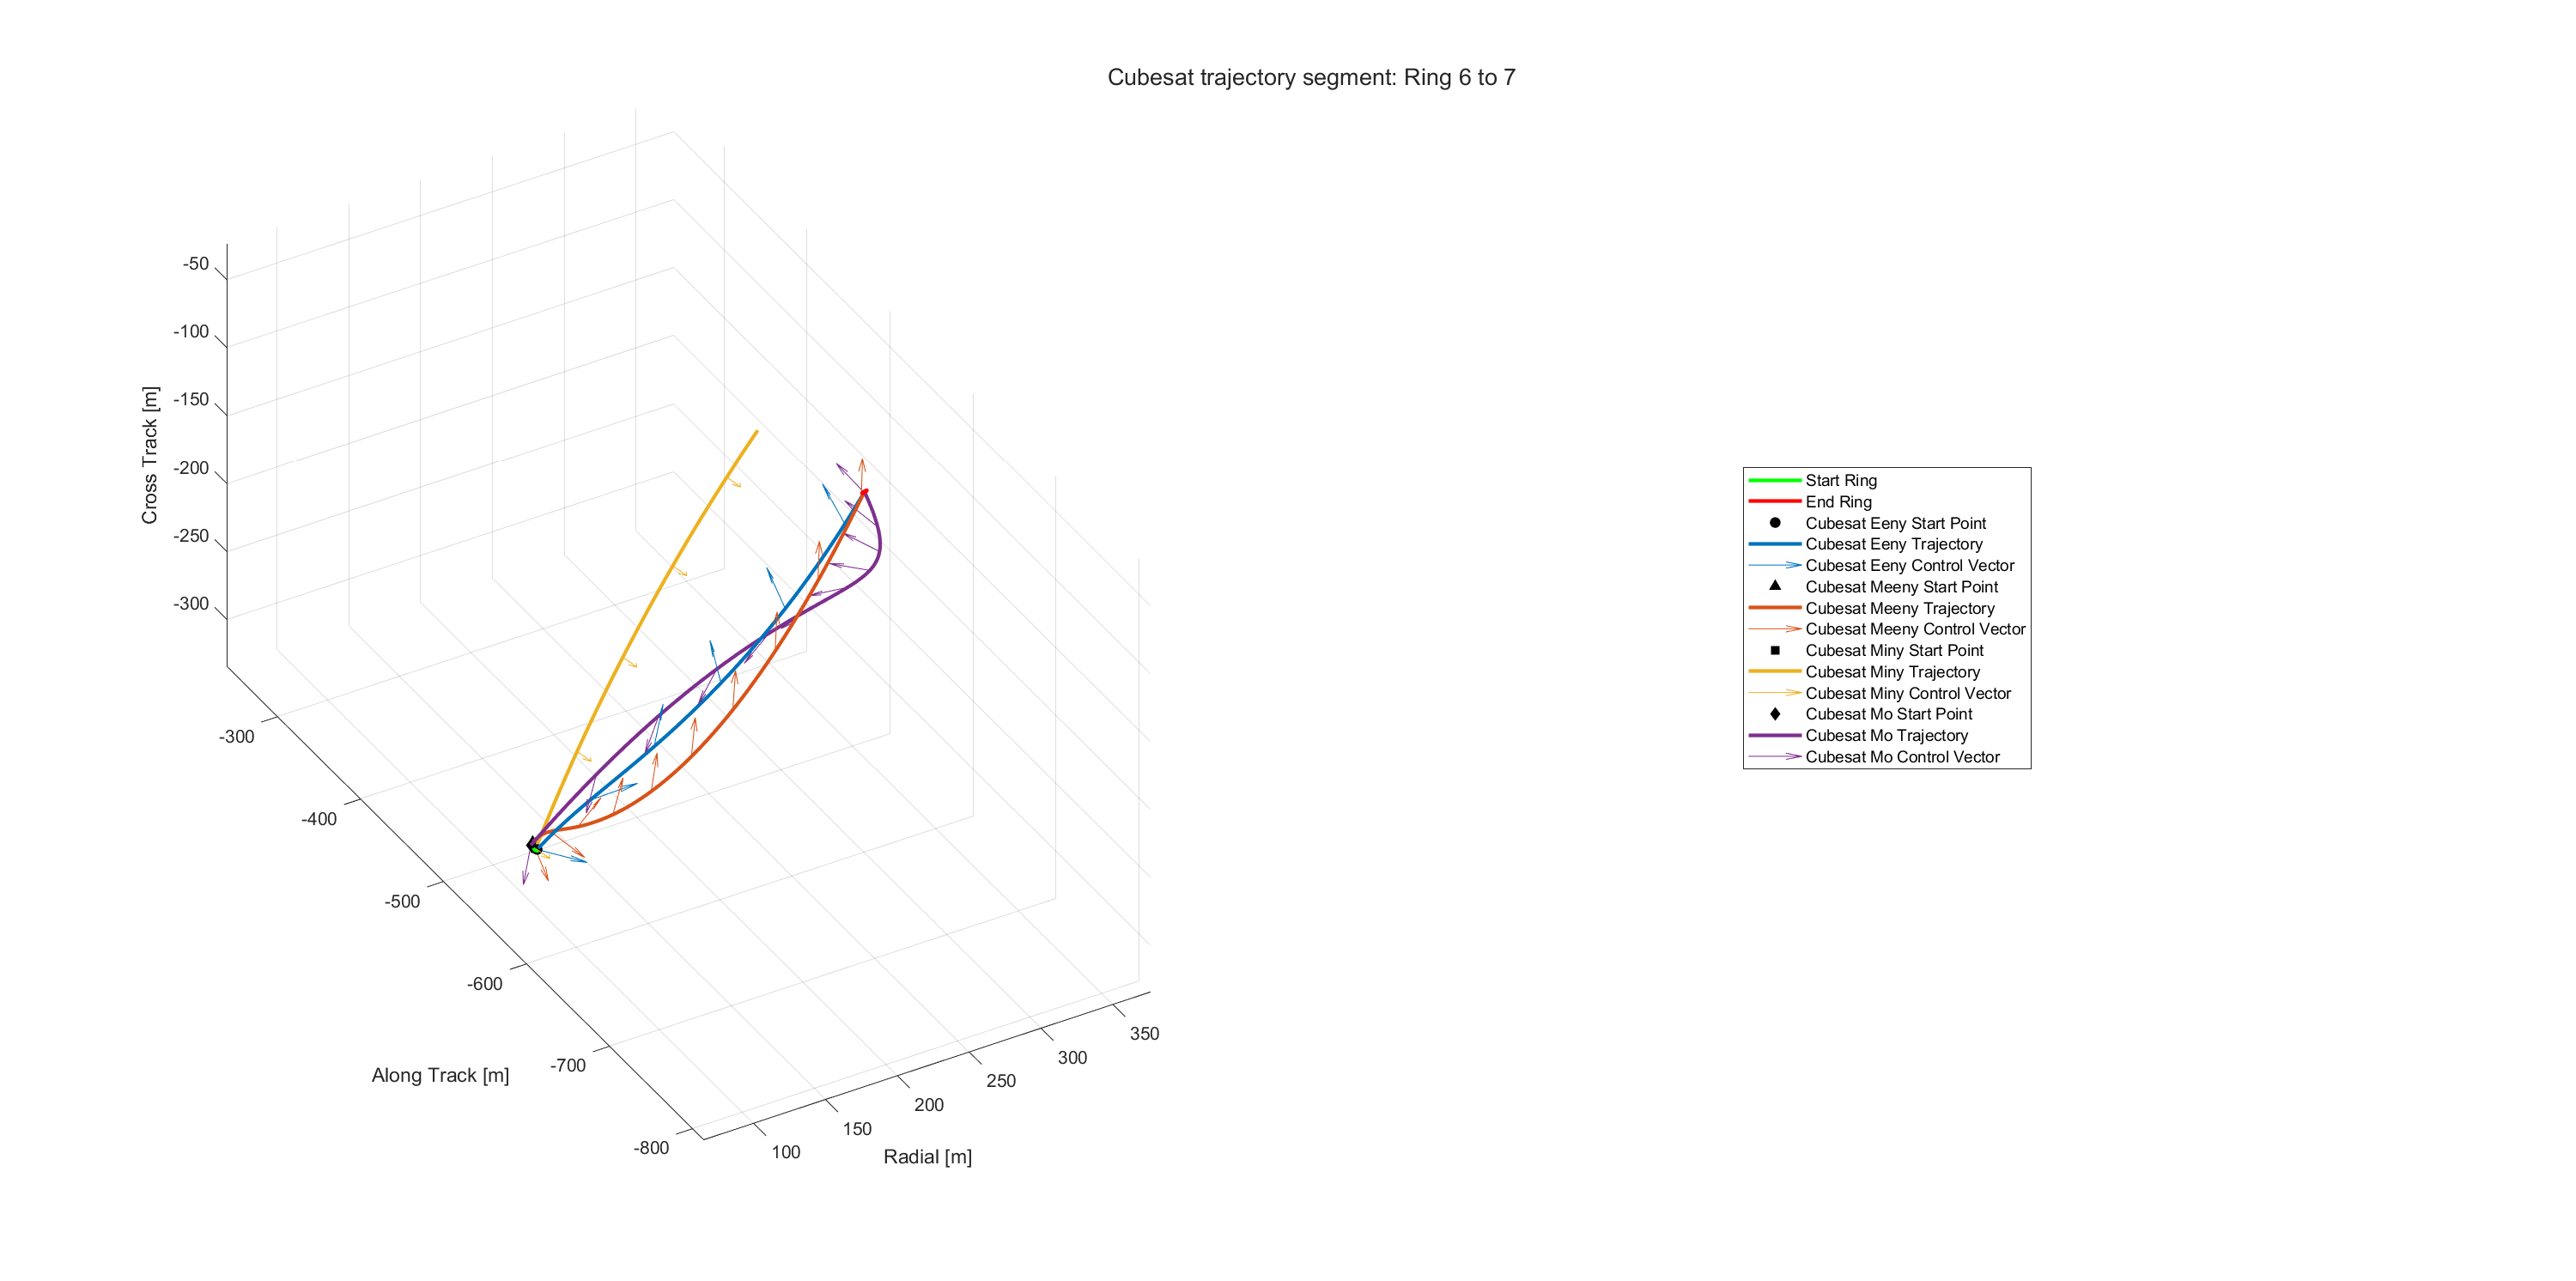 Cubesat trajectory segment: Ring 6 to 7
-50
-100
-150
-200
-250
-300
Cross Track [m]
-300
-400
-500
-600
-700
-800
Along Track [m]
100
150
200
250
300
350
Radial [m]
Start Ring
End Ring
Cubesat Eeny Start Point
Cubesat Eeny Trajectory
Cubesat Eeny Control Vector
Cubesat Meeny Start Point
Cubesat Meeny Trajectory
Cubesat Meeny Control Vector
Cubesat Miny Start Point
Cubesat Miny Trajectory
Cubesat Miny Control Vector
Cubesat Mo Start Point
Cubesat Mo Trajectory
Cubesat Mo Control Vector